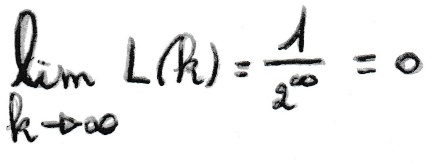 lim L(k) = 1/2^∞ = 0
k→∞